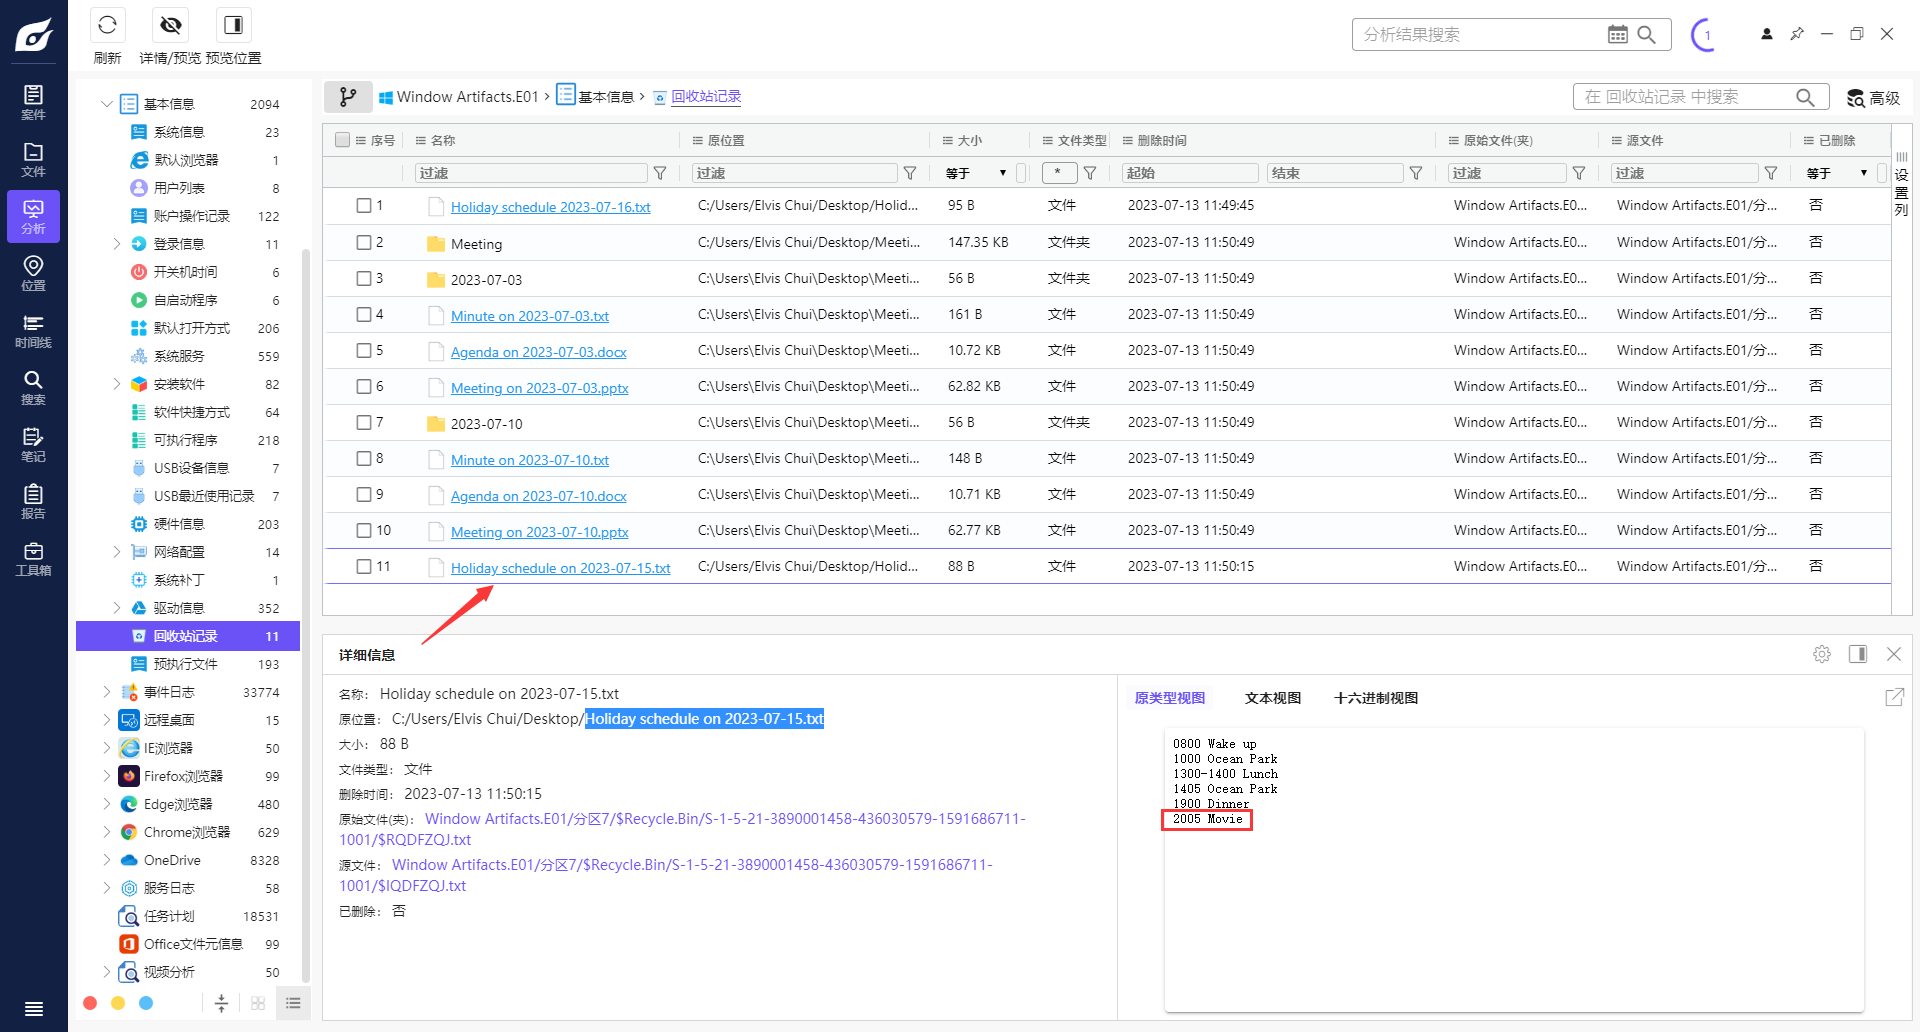 刷新
详情/预览
预览位置
分析结果搜索
1
案件
文件
分析
位置
时间线
搜索
笔记
报告
工具箱
基本信息 2094
系统信息 23
默认浏览器 1
用户列表 8
账户操作记录 122
登录信息 11
开关机时间 6
自启动程序 6
默认打开方式 206
系统服务 559
安装软件 82
软件快捷方式 64
可执行程序 218
USB设备信息 7
USB最近使用记录 7
硬件信息 203
网络配置 14
系统补丁 1
驱动信息 352
回收站记录 11
预执行文件 193
事件日志 33774
远程桌面 15
IE浏览器 50
Firefox浏览器 99
Edge浏览器 480
Chrome浏览器 629
OneDrive 8328
服务日志 58
任务计划 18531
Office文件元信息 99
视频分析 50
Window Artifacts.E01 › 基本信息 › 回收站记录
在 回收站记录 中搜索
高级
序号 名称 原位置 大小 文件类型 删除时间 原始文件(夹) 源文件 已删除
过滤 过滤 等于 * 起始 结束 过滤 过滤 等于
设置列
1 Holiday schedule 2023-07-16.txt C:/Users/Elvis Chui/Desktop/Holid... 95 B 文件 2023-07-13 11:49:45 Window Artifacts.E0... Window Artifacts.E01/分... 否
2 Meeting C:/Users/Elvis Chui/Desktop/Meeti... 147.35 KB 文件夹 2023-07-13 11:50:49 Window Artifacts.E0... Window Artifacts.E01/分... 否
3 2023-07-03 C:\Users\Elvis Chui\Desktop\Meeti... 56 B 文件夹 2023-07-13 11:50:49 Window Artifacts.E0... Window Artifacts.E01/分... 否
4 Minute on 2023-07-03.txt C:\Users\Elvis Chui\Desktop\Meeti... 161 B 文件 2023-07-13 11:50:49 Window Artifacts.E0... Window Artifacts.E01/分... 否
5 Agenda on 2023-07-03.docx C:\Users\Elvis Chui\Desktop\Meeti... 10.72 KB 文件 2023-07-13 11:50:49 Window Artifacts.E0... Window Artifacts.E01/分... 否
6 Meeting on 2023-07-03.pptx C:\Users\Elvis Chui\Desktop\Meeti... 62.82 KB 文件 2023-07-13 11:50:49 Window Artifacts.E0... Window Artifacts.E01/分... 否
7 2023-07-10 C:\Users\Elvis Chui\Desktop\Meeti... 56 B 文件夹 2023-07-13 11:50:49 Window Artifacts.E0... Window Artifacts.E01/分... 否
8 Minute on 2023-07-10.txt C:\Users\Elvis Chui\Desktop\Meeti... 148 B 文件 2023-07-13 11:50:49 Window Artifacts.E0... Window Artifacts.E01/分... 否
9 Agenda on 2023-07-10.docx C:\Users\Elvis Chui\Desktop\Meeti... 10.71 KB 文件 2023-07-13 11:50:49 Window Artifacts.E0... Window Artifacts.E01/分... 否
10 Meeting on 2023-07-10.pptx C:\Users\Elvis Chui\Desktop\Meeti... 62.77 KB 文件 2023-07-13 11:50:49 Window Artifacts.E0... Window Artifacts.E01/分... 否
11 Holiday schedule on 2023-07-15.txt C:/Users/Elvis Chui/Desktop/Holid... 88 B 文件 2023-07-13 11:50:15 Window Artifacts.E0... Window Artifacts.E01/分... 否
详细信息
名称： Holiday schedule on 2023-07-15.txt
原位置： C:/Users/Elvis Chui/Desktop/Holiday schedule on 2023-07-15.txt
大小： 88 B
文件类型： 文件
删除时间： 2023-07-13 11:50:15
原始文件(夹)： Window Artifacts.E01/分区7/$Recycle.Bin/S-1-5-21-3890001458-436030579-1591686711-
1001/$RQDFZQJ.txt
源文件： Window Artifacts.E01/分区7/$Recycle.Bin/S-1-5-21-3890001458-436030579-1591686711-
1001/$IQDFZQJ.txt
已删除： 否
原类型视图 文本视图 十六进制视图
0800 Wake up
1000 Ocean Park
1300-1400 Lunch
1405 Ocean Park
1900 Dinner
2005 Movie